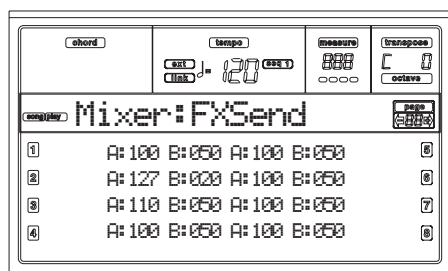 chord tempo measure transpose
ext ♩= 120 seq 1 888 C 0
link octave
song|play Mixer:FXSend page
1 A:100 B:050 A:100 B:050 5
2 A:127 B:020 A:100 B:050 6
3 A:110 B:050 A:100 B:050 7
4 A:100 B:050 A:100 B:050 8